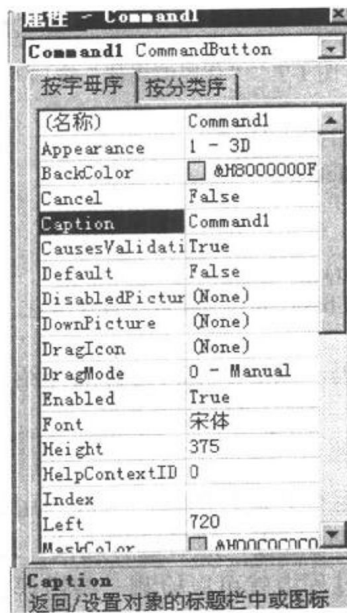 属性 - Command1
Command1 CommandButton
按字母序 按分类序
(名称) Command1
Appearance 1 - 3D
BackColor &H8000000F
Cancel False
Caption Command1
CausesValidati True
Default False
DisabledPictur (None)
DownPicture (None)
DragIcon (None)
DragMode 0 - Manual
Enabled True
Font 宋体
Height 375
HelpContextID 0
Index
Left 720
MaskColor &H00C0C0C0
Caption
返回/设置对象的标题栏中或图标